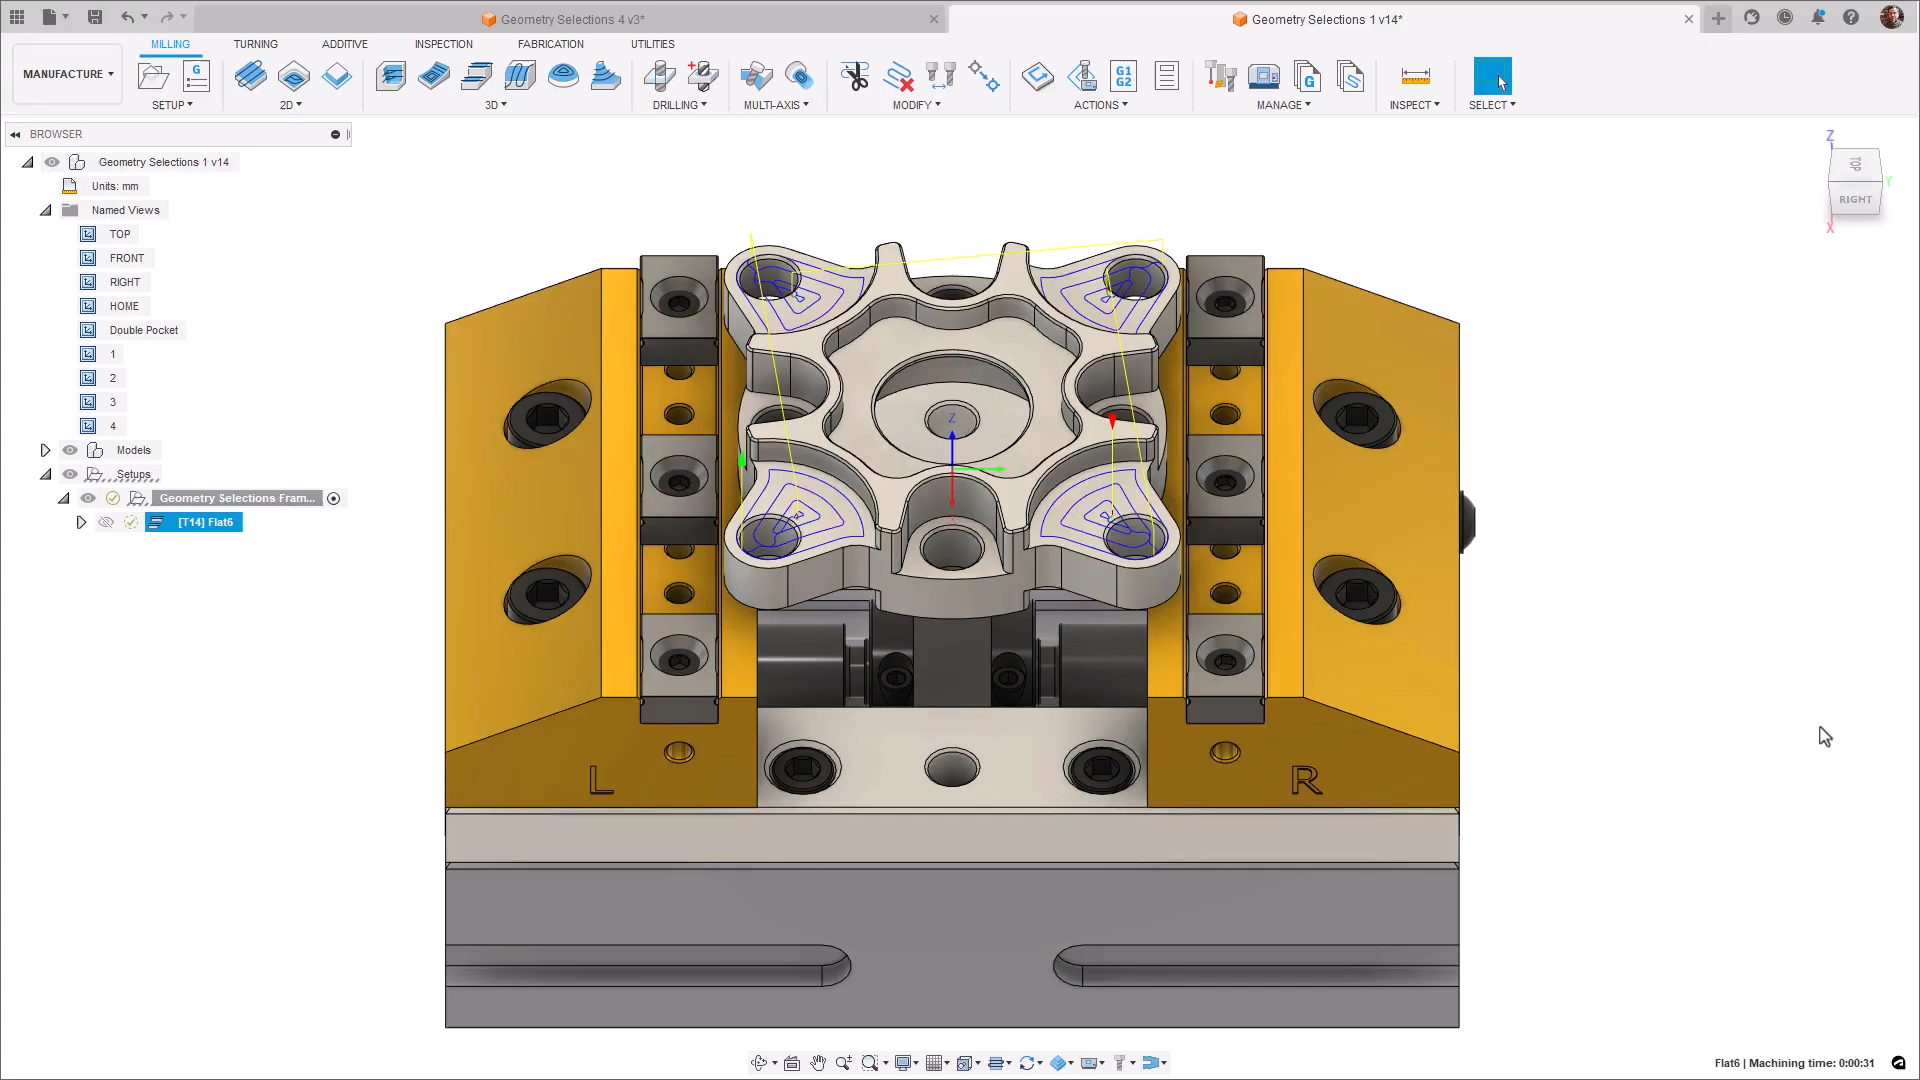 Geometry Selections 4 v3*
Geometry Selections 1 v14*
MILLING
TURNING
ADDITIVE
INSPECTION
FABRICATION
UTILITIES
MANUFACTURE
G
G1
G2
G
SETUP
2D
3D
DRILLING
MULTI-AXIS
MODIFY
ACTIONS
MANAGE
INSPECT
SELECT
BROWSER
Geometry Selections 1 v14
Units: mm
Named Views
TOP
FRONT
RIGHT
HOME
Double Pocket
1
2
3
4
Models
Setups
Geometry Selections Fram...
[T14] Flat6
Z
TOP
Y
RIGHT
X
Z
L
R
Flat6 | Machining time: 0:00:31